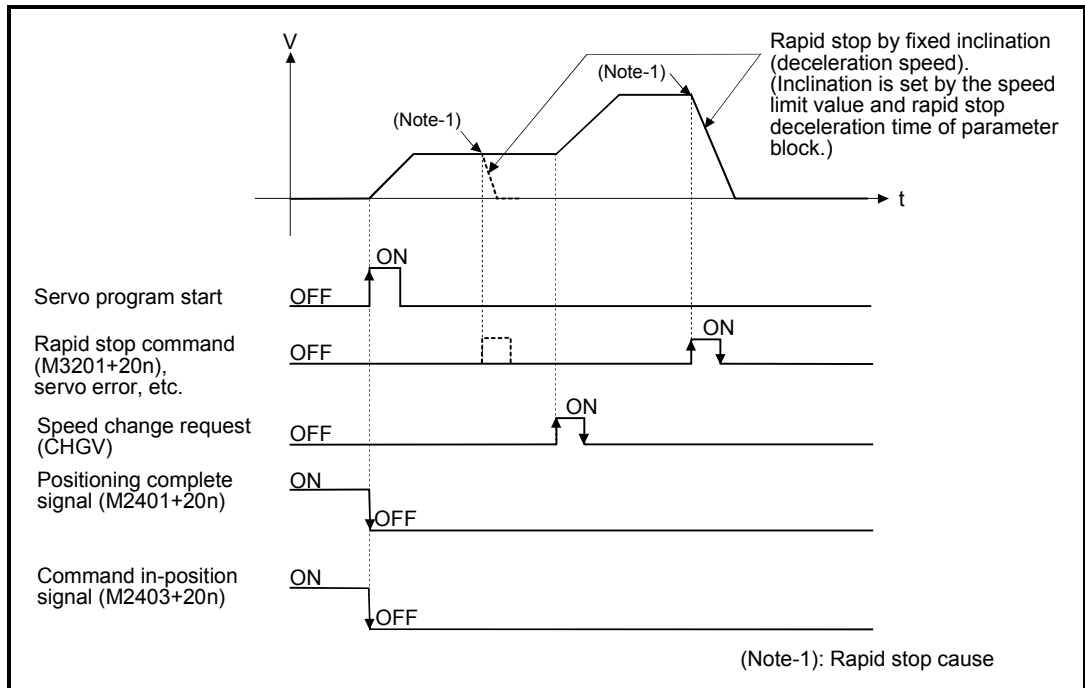 V
Rapid stop by fixed inclination
(deceleration speed).
(Inclination is set by the speed
limit value and rapid stop
deceleration time of parameter
block.)
(Note-1)
(Note-1)
t
ON
Servo program start
OFF
ON
Rapid stop command
(M3201+20n),
servo error, etc.
OFF
ON
Speed change request
(CHGV)
OFF
Positioning complete
signal (M2401+20n)
ON
OFF
Command in-position
signal (M2403+20n)
ON
OFF
(Note-1): Rapid stop cause